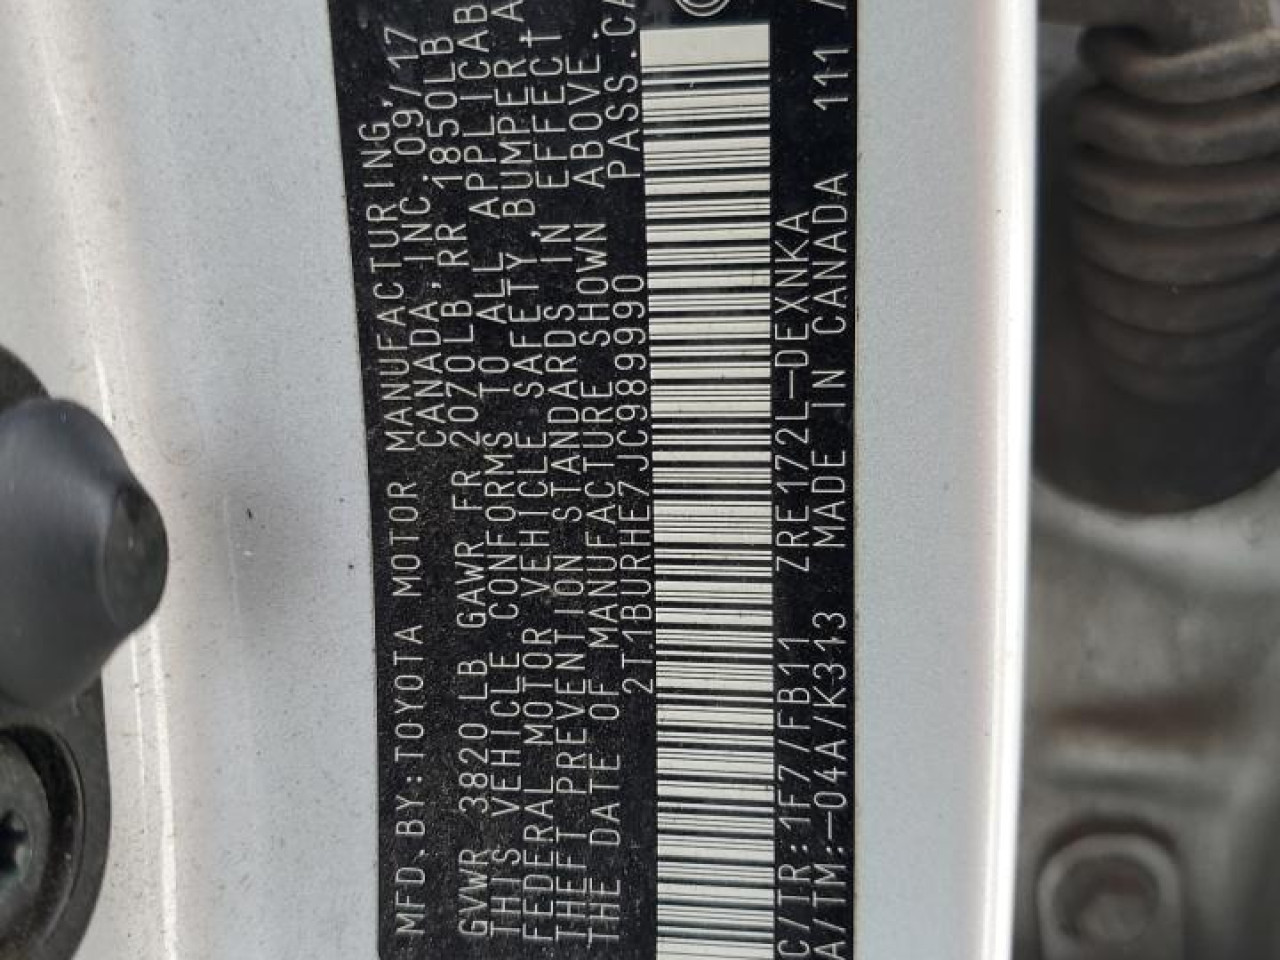 MFD.BY:TOYOTA MOTOR MANUFACTURING,
CANADA,INC. 09/17
GVWR 3820LB GAWR FR 2070LB,RR 1850LB
THIS VEHICLE CONFORMS TO ALL APPLICAB
FEDERAL MOTOR VEHICLE SAFETY,BUMPER,A
THEFT PREVENTION STANDARDS IN EFFECT
THE DATE OF MANUFACTURE SHOWN ABOVE.
2T1BURHE7JC989990 PASS.CA
C/TR:1F7/FB11 ZRE172L-DEXNKA
A/TM:-04A/K313 MADE IN CANADA 111